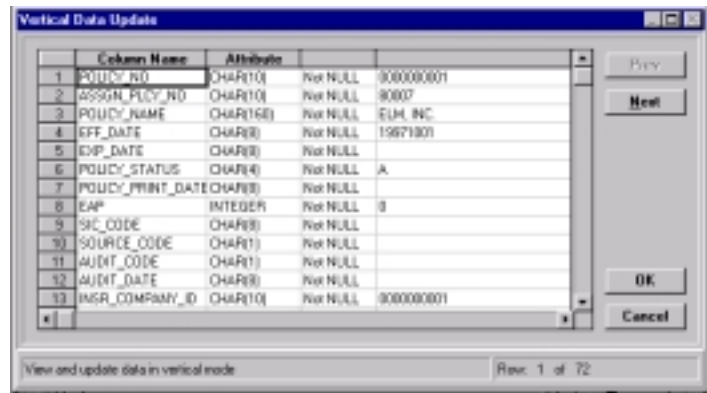 Vertical Data Update
Column Name Attribute
1 POLICY_NO CHAR(10) Not NULL 0000000001
2 ASSGN_PLCY_NO CHAR(10) Not NULL 90007
3 POLICY_NAME CHAR(160) Not NULL ELH, INC.
4 EFF_DATE CHAR(8) Not NULL 19971001
5 EXP_DATE CHAR(8) Not NULL
6 POLICY_STATUS CHAR(4) Not NULL A
7 POLICY_PRINT_DATE CHAR(8) Not NULL
8 EAP INTEGER Not NULL 0
9 SIC_CODE CHAR(8) Not NULL
10 SOURCE_CODE CHAR(1) Not NULL
11 AUDIT_CODE CHAR(1) Not NULL
12 AUDIT_DATE CHAR(8) Not NULL
13 INSR_COMPANY_ID CHAR(10) Not NULL 0000000001
Prev
Next
OK
Cancel
View and update data in vertical mode
Row: 1 of 72